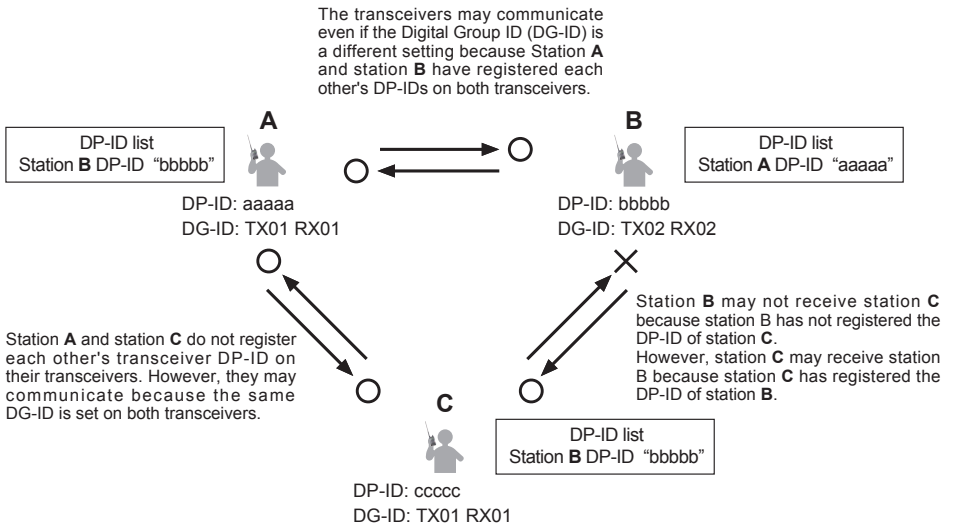 The transceivers may communicate
even if the Digital Group ID (DG-ID) is
a different setting because Station A
and station B have registered each
other's DP-IDs on both transceivers.
A
B
DP-ID list
Station B DP-ID “bbbbb”
DP-ID list
Station A DP-ID “aaaaa”
DP-ID: aaaaa
DG-ID: TX01 RX01
DP-ID: bbbbb
DG-ID: TX02 RX02
Station A and station C do not register
each other's transceiver DP-ID on
their transceivers. However, they may
communicate because the same
DG-ID is set on both transceivers.
Station B may not receive station C
because station B has not registered the
DP-ID of station C.
However, station C may receive station
B because station C has registered the
DP-ID of station B.
C
DP-ID list
Station B DP-ID “bbbbb”
DP-ID: ccccc
DG-ID: TX01 RX01